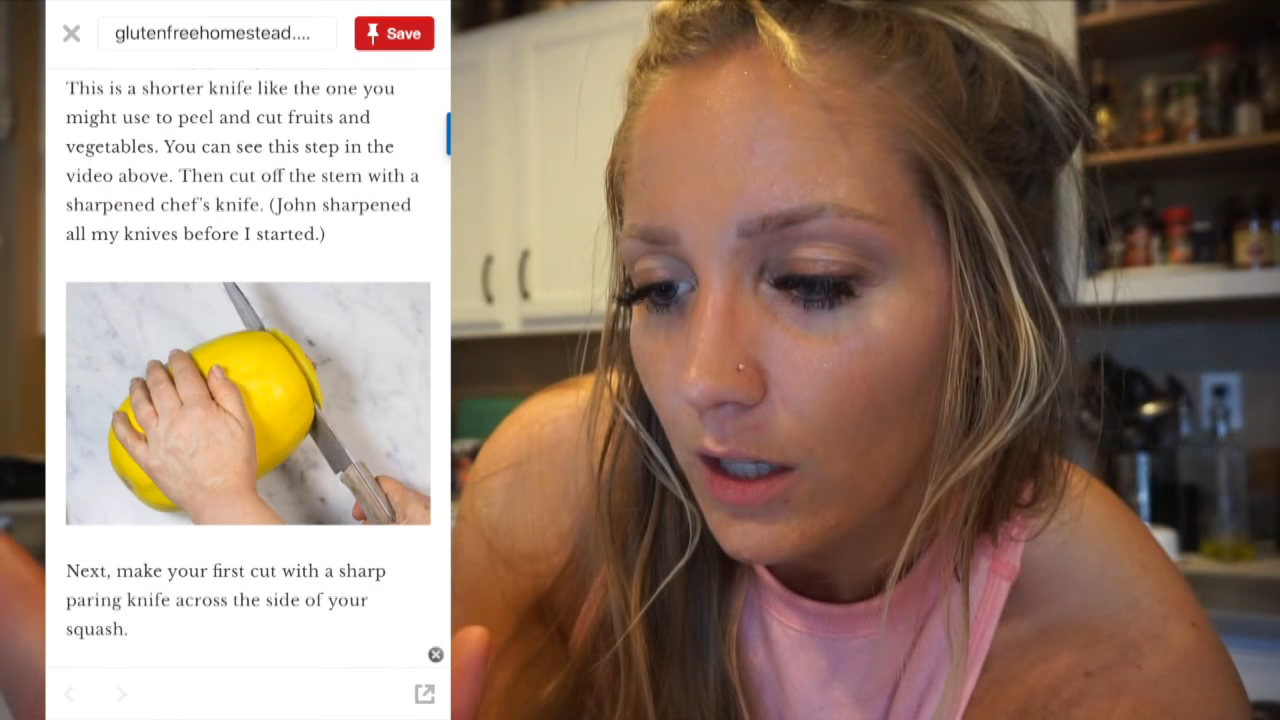 glutenfreehomestead....
Save
This is a shorter knife like the one you
might use to peel and cut fruits and
vegetables. You can see this step in the
video above. Then cut off the stem with a
sharpened chef's knife. (John sharpened
all my knives before I started.)
Next, make your first cut with a sharp
paring knife across the side of your
squash.